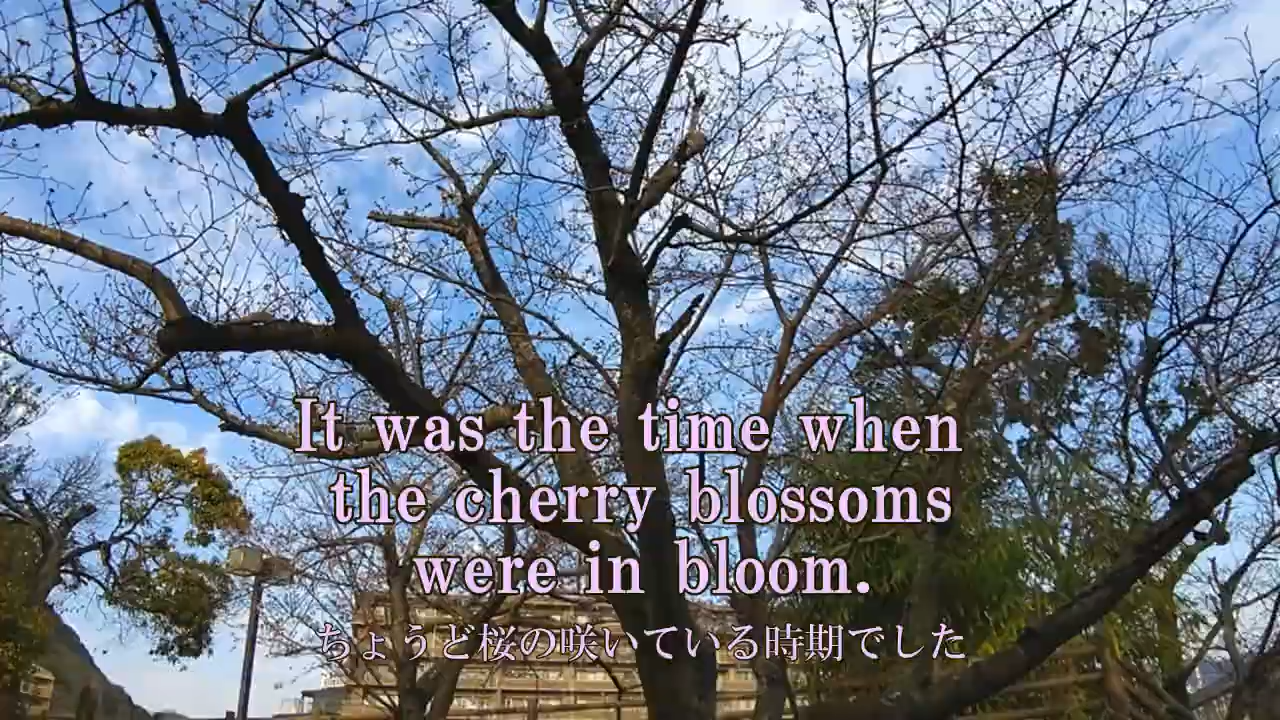 It was the time when
the cherry blossoms
were in bloom.
ちょうど桜の咲いている時期でした